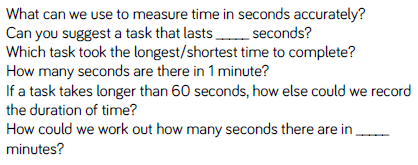 What can we use to measure time in seconds accurately?
Can you suggest a task that lasts _____ seconds?
Which task took the longest/shortest time to complete?
How many seconds are there in 1 minute?
If a task takes longer than 60 seconds, how else could we record
the duration of time?
How could we work out how many seconds there are in _____
minutes?